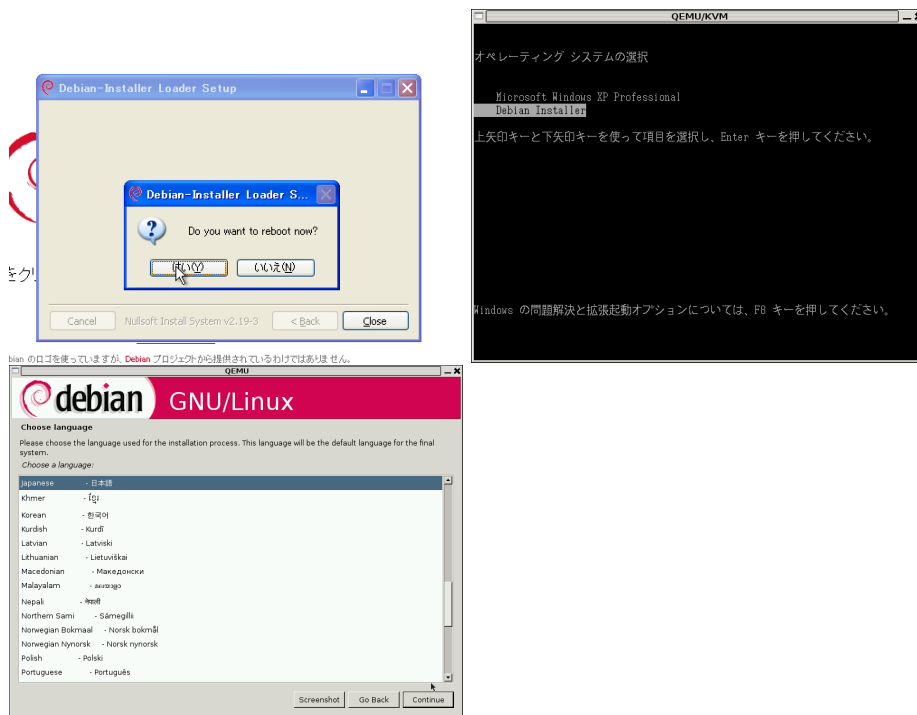 Debian-Installer Loader Setup
Debian-Installer Loader S...
Do you want to reboot now?
はい(Y)
いいえ(N)
をクリ
Cancel
Nullsoft Install System v2.19-3
< Back
Close
bian のロゴを使っていますが、Debian プロジェクトから提供されているわけではありません。
QEMU/KVM
オペレーティング システムの選択
Microsoft Windows XP Professional
Debian Installer
上矢印キーと下矢印キーを使って項目を選択し、Enter キーを押してください。
Windows の問題解決と拡張起動オプションについては、F8 キーを押してください。
QEMU
debian GNU/Linux
Choose language
Please choose the language used for the installation process. This language will be the default language for the final
system.
Choose a language:
Japanese - 日本語
Khmer - ខ្មែរ
Korean - 한국어
Kurdish - Kurdî
Latvian - Latviski
Lithuanian - Lietuviškai
Macedonian - Македонски
Malayalam - മലയാളം
Nepali - नेपाली
Northern Sami - Sámegillii
Norwegian Bokmaal - Norsk bokmål
Norwegian Nynorsk - Norsk nynorsk
Polish - Polski
Portuguese - Português
Screenshot
Go Back
Continue